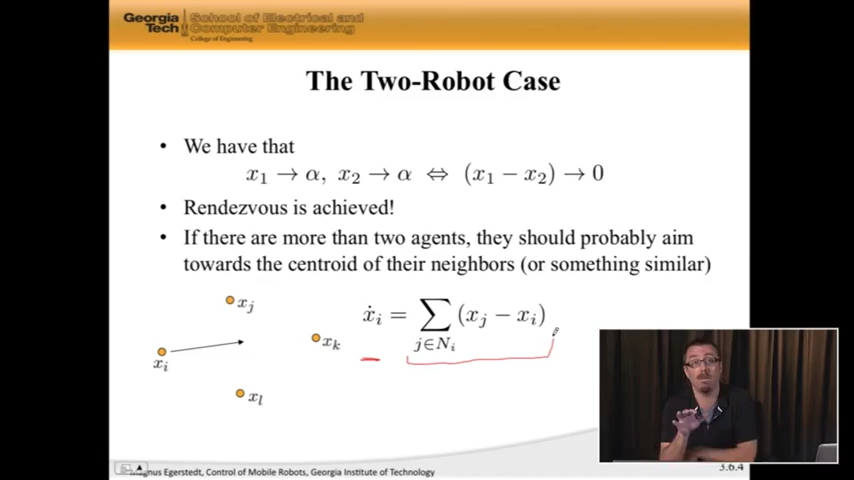 Georgia Tech
School of Electrical and Computer Engineering
College of Engineering
The Two-Robot Case
• We have that
x₁ → α, x₂ → α ⇔ (x₁ − x₂) → 0
• Rendezvous is achieved!
• If there are more than two agents, they should probably aim
towards the centroid of their neighbors (or something similar)
xⱼ
ẋᵢ = ∑ (xⱼ − xᵢ)
j∈Nᵢ
xₖ
xᵢ
xₗ
gnus Egerstedt, Control of Mobile Robots, Georgia Institute of Technology
3.6.4